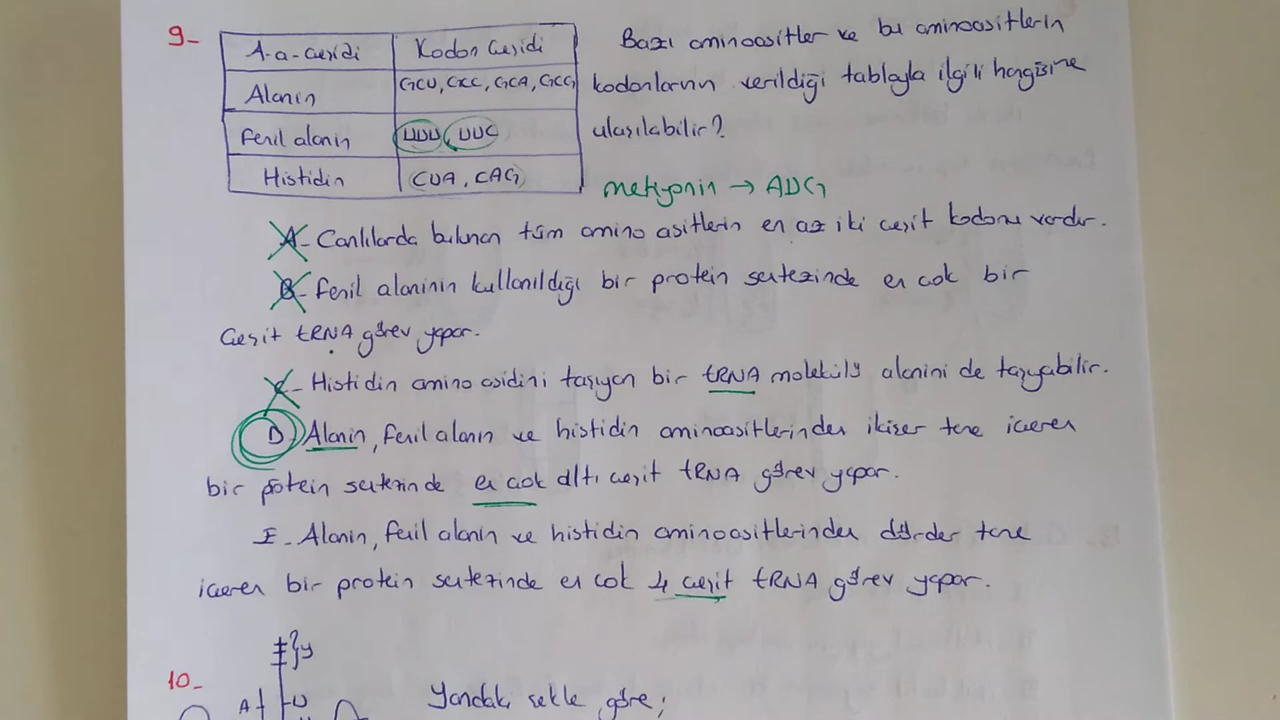 9-
A.a. Çeşidi
Kodon Çeşidi
Alanin
GCU, GCC, GCA, GCG
Fenil alanin
UUU, UUC
Histidin
CUA, CAG
Bazı aminoasitler ve bu aminoasitlerin
kodonlarının verildiği tabloyla ilgili hangisine
ulaşılabilir?
metiyonin → AUG
A- Canlılarda bulunan tüm amino asitlerin en az iki çeşit kodonu vardır.
B- Fenil alaninin kullanıldığı bir protein sentezinde en çok bir
çeşit tRNA görev yapar.
C- Histidin amino asidini taşıyan bir tRNA molekülü alanini de taşıyabilir.
D- Alanin, fenil alanin ve histidin aminoasitlerinden ikişer tane içeren
bir protein sentezinde en çok altı çeşit tRNA görev yapar.
E- Alanin, fenil alanin ve histidin aminoasitlerinden dörder tane
içeren bir protein sentezinde en çok 4 çeşit tRNA görev yapar.
y
10-
A
U
Yandaki şekle göre;